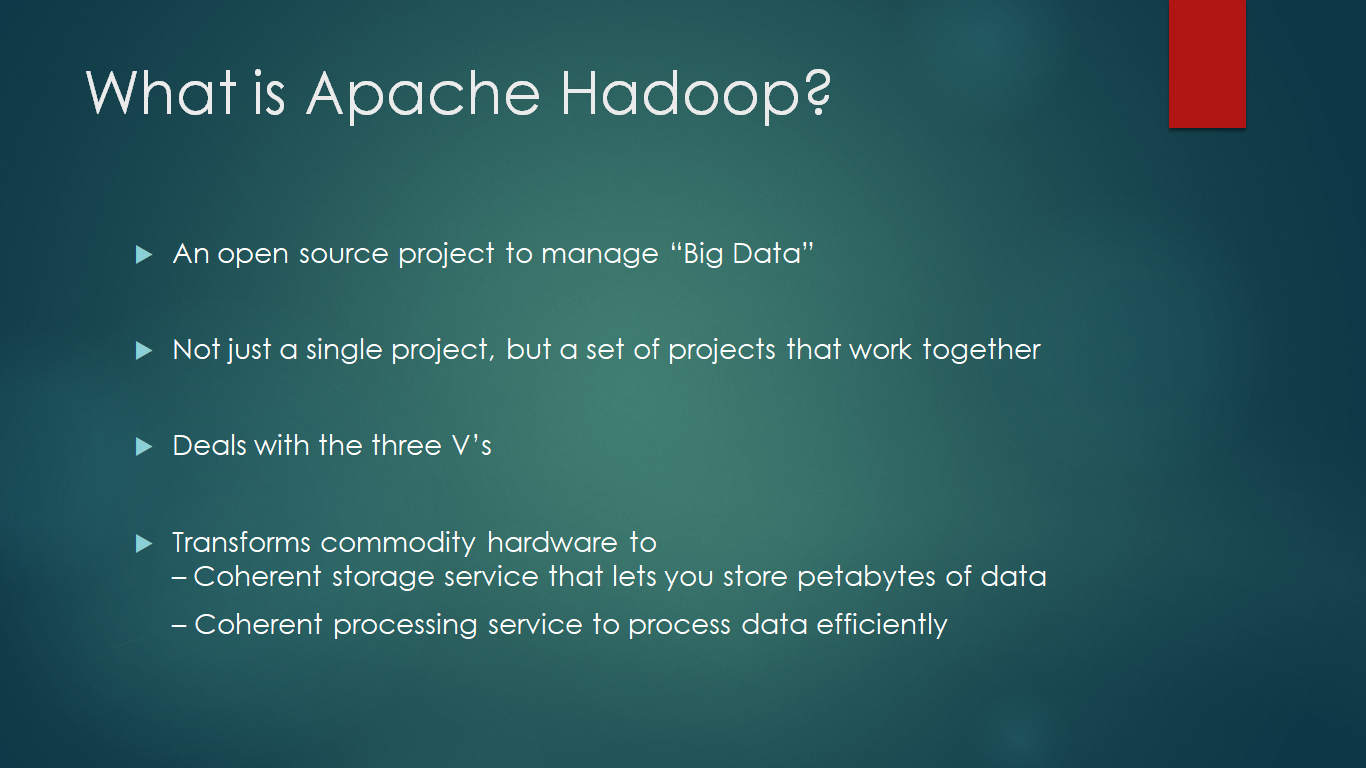 What is Apache Hadoop?
An open source project to manage “Big Data”
Not just a single project, but a set of projects that work together
Deals with the three V’s
Transforms commodity hardware to
– Coherent storage service that lets you store petabytes of data
– Coherent processing service to process data efficiently